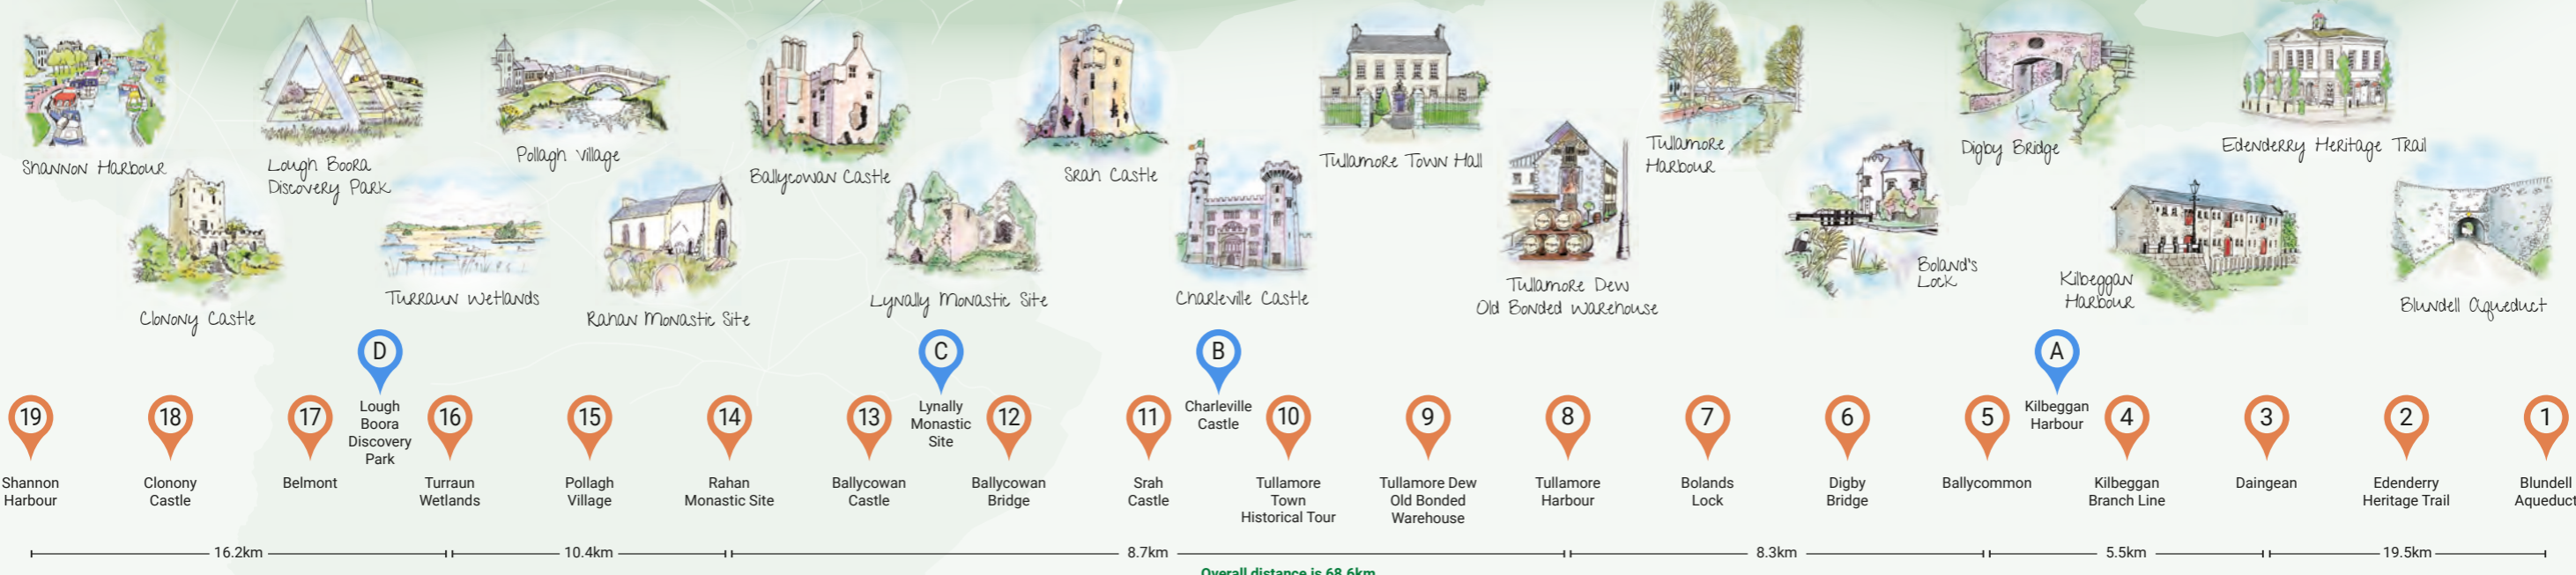 Shannon Harbour
Lough Boora
Discovery Park
Pollagh Village
Ballycowan Castle
Srah Castle
Tullamore Town Hall
Tullamore
Harbour
Digby Bridge
Edenderry Heritage Trail
Clonony Castle
Turraun Wetlands
Rahan Monastic Site
Lynally Monastic Site
Charleville Castle
Tullamore Dew
Old Bonded Warehouse
Boland's
Lock
Kilbeggan
Harbour
Blundell Aqueduct
D
Lough
Boora
Discovery
Park
C
Lynally
Monastic
Site
B
Charleville
Castle
A
Kilbeggan
Harbour
19
Shannon
Harbour
18
Clonony
Castle
17
Belmont
16
Turraun
Wetlands
15
Pollagh
Village
14
Rahan
Monastic Site
13
Ballycowan
Castle
12
Ballycowan
Bridge
11
Srah
Castle
10
Tullamore
Town
Historical Tour
9
Tullamore Dew
Old Bonded
Warehouse
8
Tullamore
Harbour
7
Bolands
Lock
6
Digby
Bridge
5
Ballycommon
4
Kilbeggan
Branch Line
3
Daingean
2
Edenderry
Heritage Trail
1
Blundell
Aqueduct
16.2km
10.4km
8.7km
8.3km
5.5km
19.5km
Overall distance is 68.6km